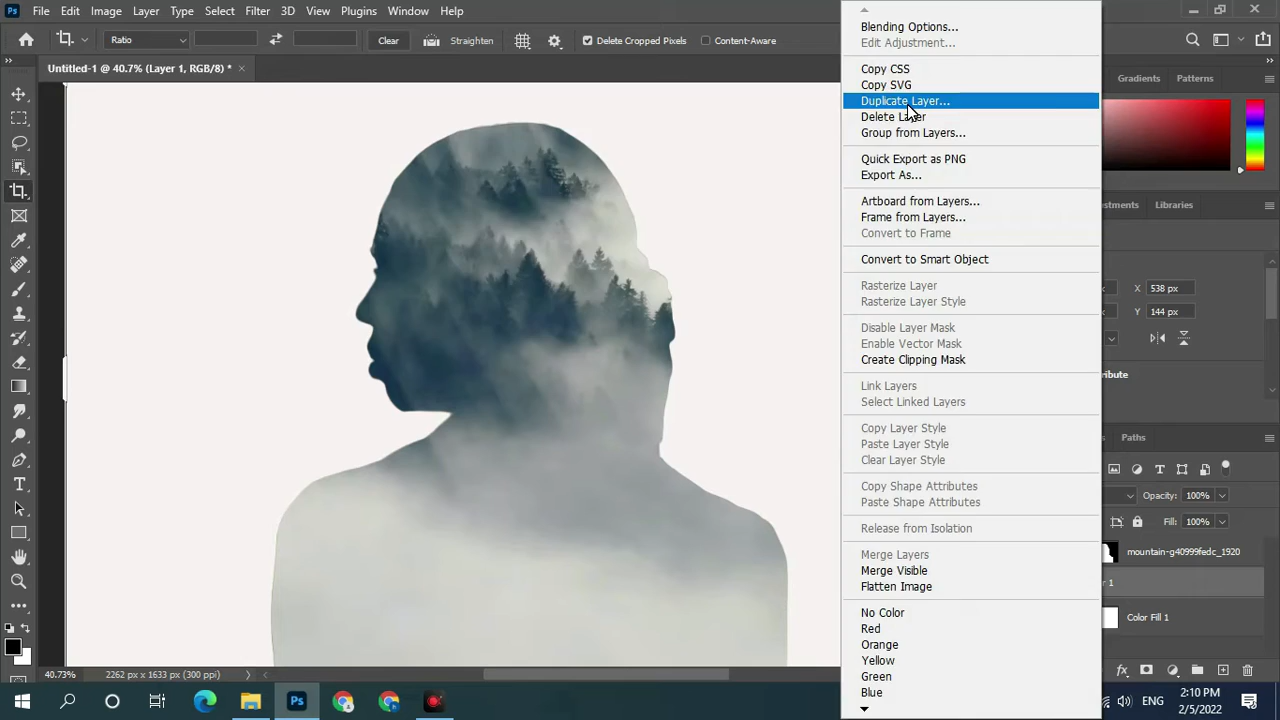 Ps File Edit Image Layer Type Select Filter 3D View Plugins Window Help
Ratio Clear Straighten Delete Cropped Pixels Content-Aware
Untitled-1 @ 40.7% (Layer 1, RGB/8) *
Blending Options...
Edit Adjustment...
Copy CSS
Copy SVG
Duplicate Layer...
Delete Layer
Group from Layers...
Quick Export as PNG
Export As...
Artboard from Layers...
Frame from Layers...
Convert to Frame
Convert to Smart Object
Rasterize Layer
Rasterize Layer Style
Disable Layer Mask
Enable Vector Mask
Create Clipping Mask
Link Layers
Select Linked Layers
Copy Layer Style
Paste Layer Style
Clear Layer Style
Copy Shape Attributes
Paste Shape Attributes
Release from Isolation
Merge Layers
Merge Visible
Flatten Image
No Color
Red
Orange
Yellow
Green
Blue
Gradients Patterns
Libraries
X 538 px
Y 144 px
Paths
Opacity: 100%
Fill: 100%
mountain-g40999fedc_1920
Color Fill 1
40.73% 2262 px x 1633 px (300 ppi)
Ps
ENG
2:10 PM
2/5/2022